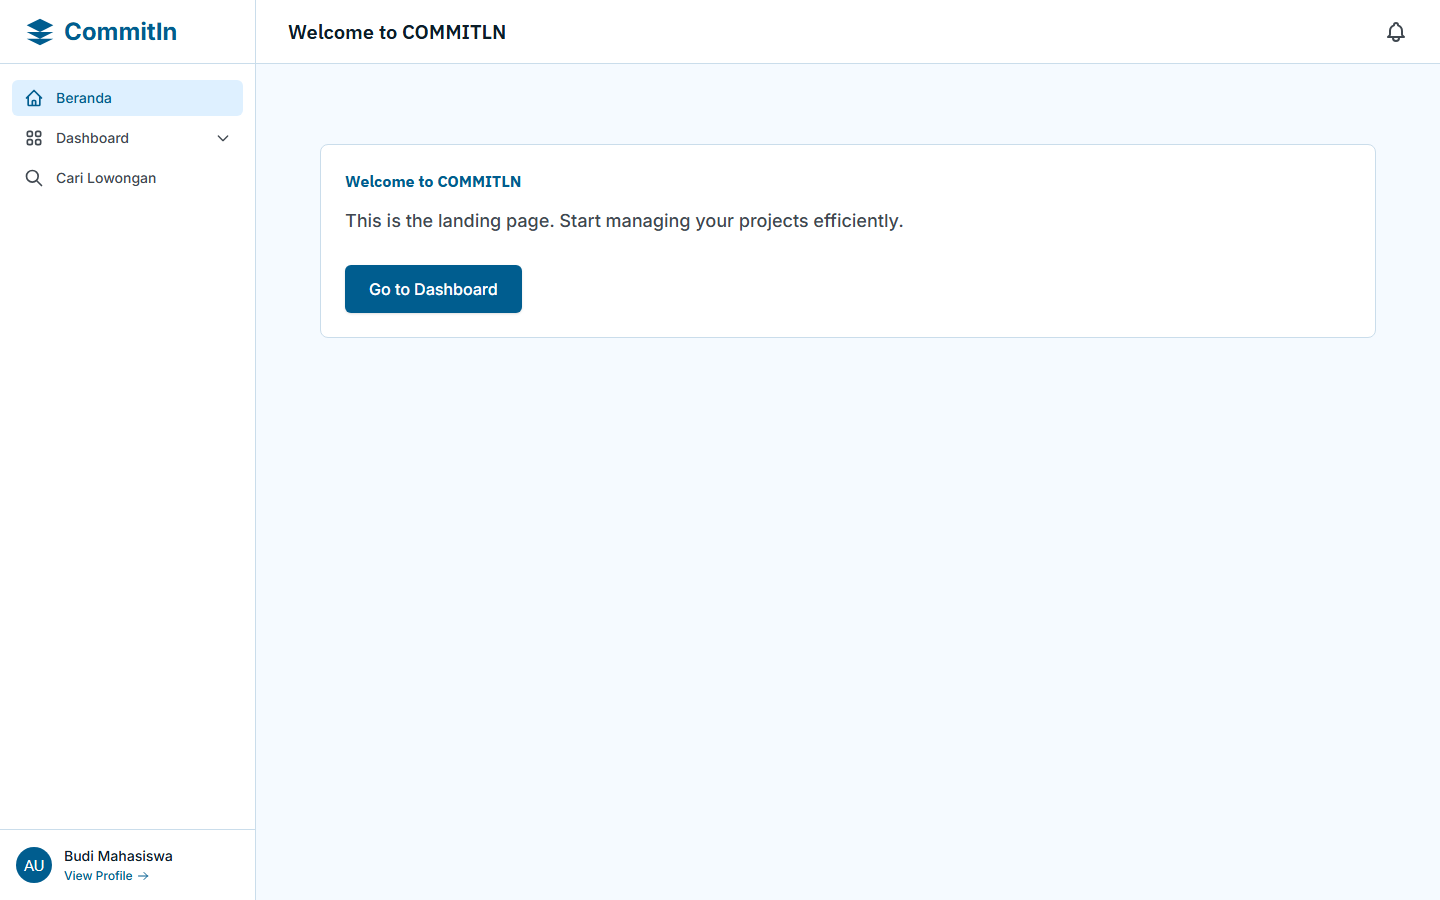 CommitIn
Welcome to COMMITLN
Beranda
Dashboard
Cari Lowongan
Welcome to COMMITLN
This is the landing page. Start managing your projects efficiently.
Go to Dashboard
AU
Budi Mahasiswa
View Profile →